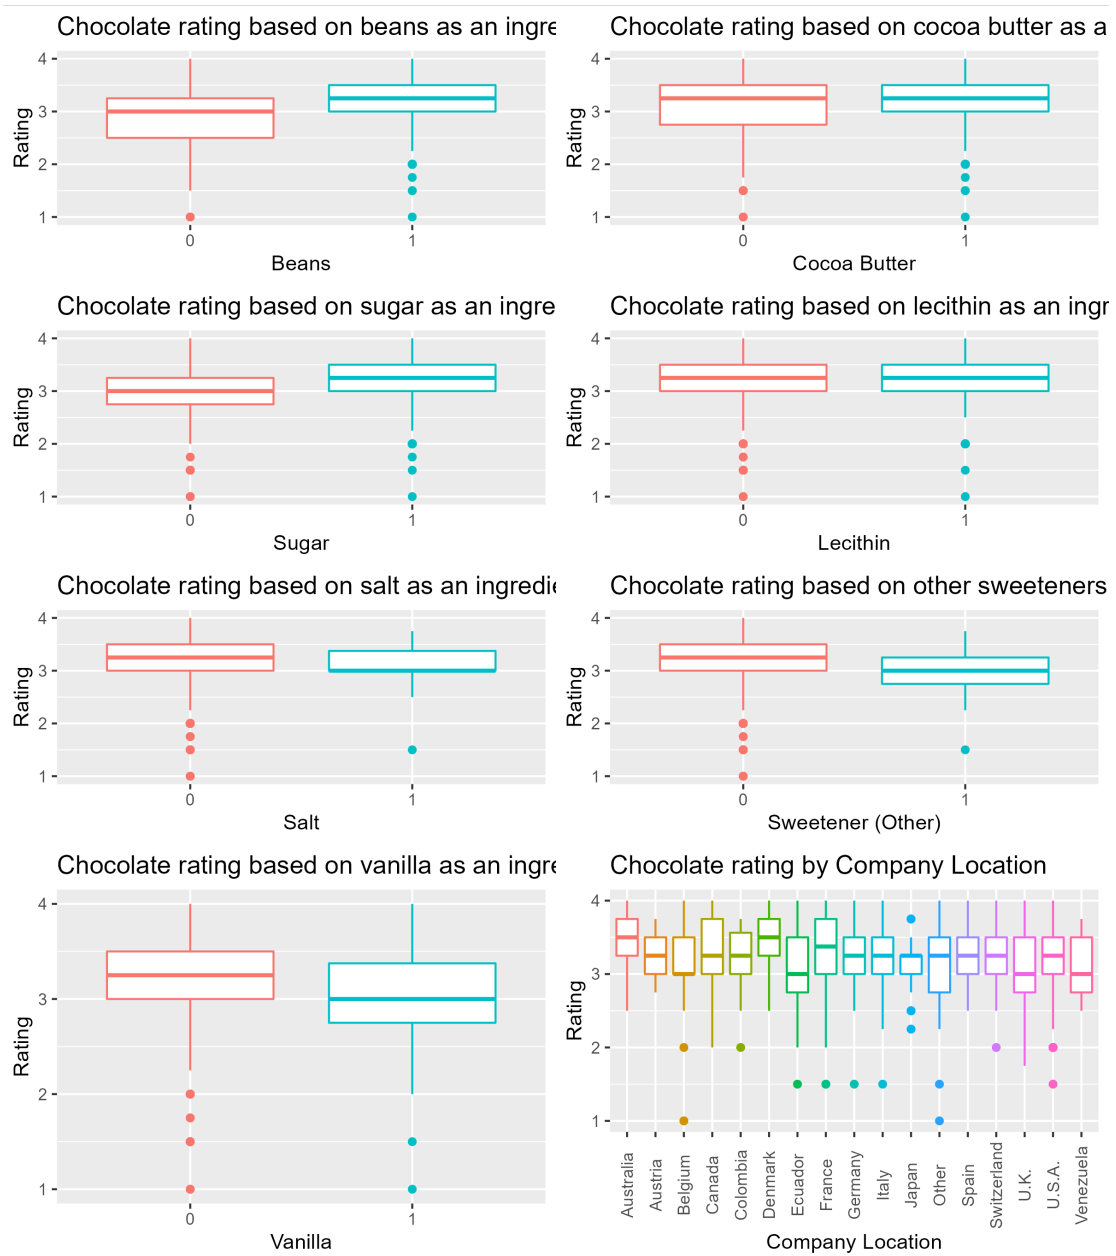 Chocolate rating based on beans as an ingre
4
3
2
1
Rating
0 1
Beans
Chocolate rating based on cocoa butter as a
4
3
2
1
Rating
0 1
Cocoa Butter
Chocolate rating based on sugar as an ingre
4
3
2
1
Rating
0 1
Sugar
Chocolate rating based on lecithin as an ingr
4
3
2
1
Rating
0 1
Lecithin
Chocolate rating based on salt as an ingredie
4
3
2
1
Rating
0 1
Salt
Chocolate rating based on other sweeteners
4
3
2
1
Rating
0 1
Sweetener (Other)
Chocolate rating based on vanilla as an ingre
4
3
2
1
Rating
0 1
Vanilla
Chocolate rating by Company Location
4
3
2
1
Rating
Australia
Austria
Belgium
Canada
Colombia
Denmark
Ecuador
France
Germany
Italy
Japan
Other
Spain
Switzerland
U.K.
U.S.A.
Venezuela
Company Location